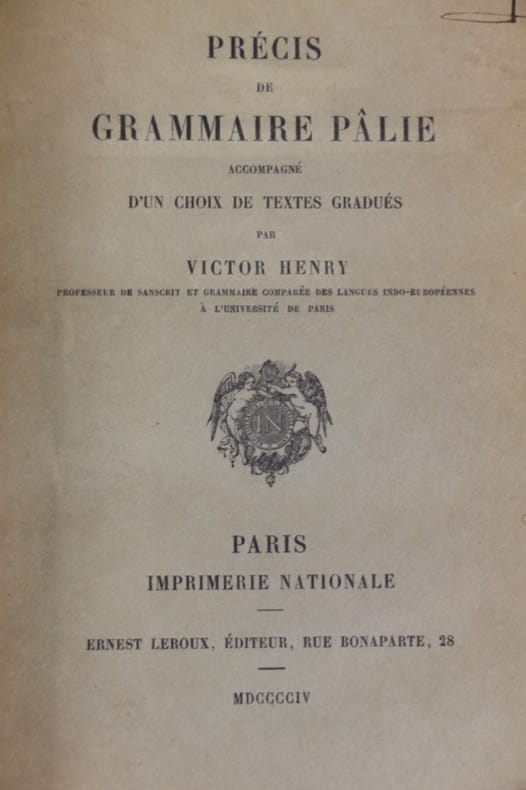 PRÉCIS
DE
GRAMMAIRE PÂLIE
ACCOMPAGNÉ
D'UN CHOIX DE TEXTES GRADUÉS
PAR
VICTOR HENRY
PROFESSEUR DE SANSCRIT ET GRAMMAIRE COMPARÉE DES LANGUES INDO-EUROPÉENNES
À L'UNIVERSITÉ DE PARIS
IN
PARIS
IMPRIMERIE NATIONALE
ERNEST LEROUX, ÉDITEUR, RUE BONAPARTE, 28
MDCCCCIV